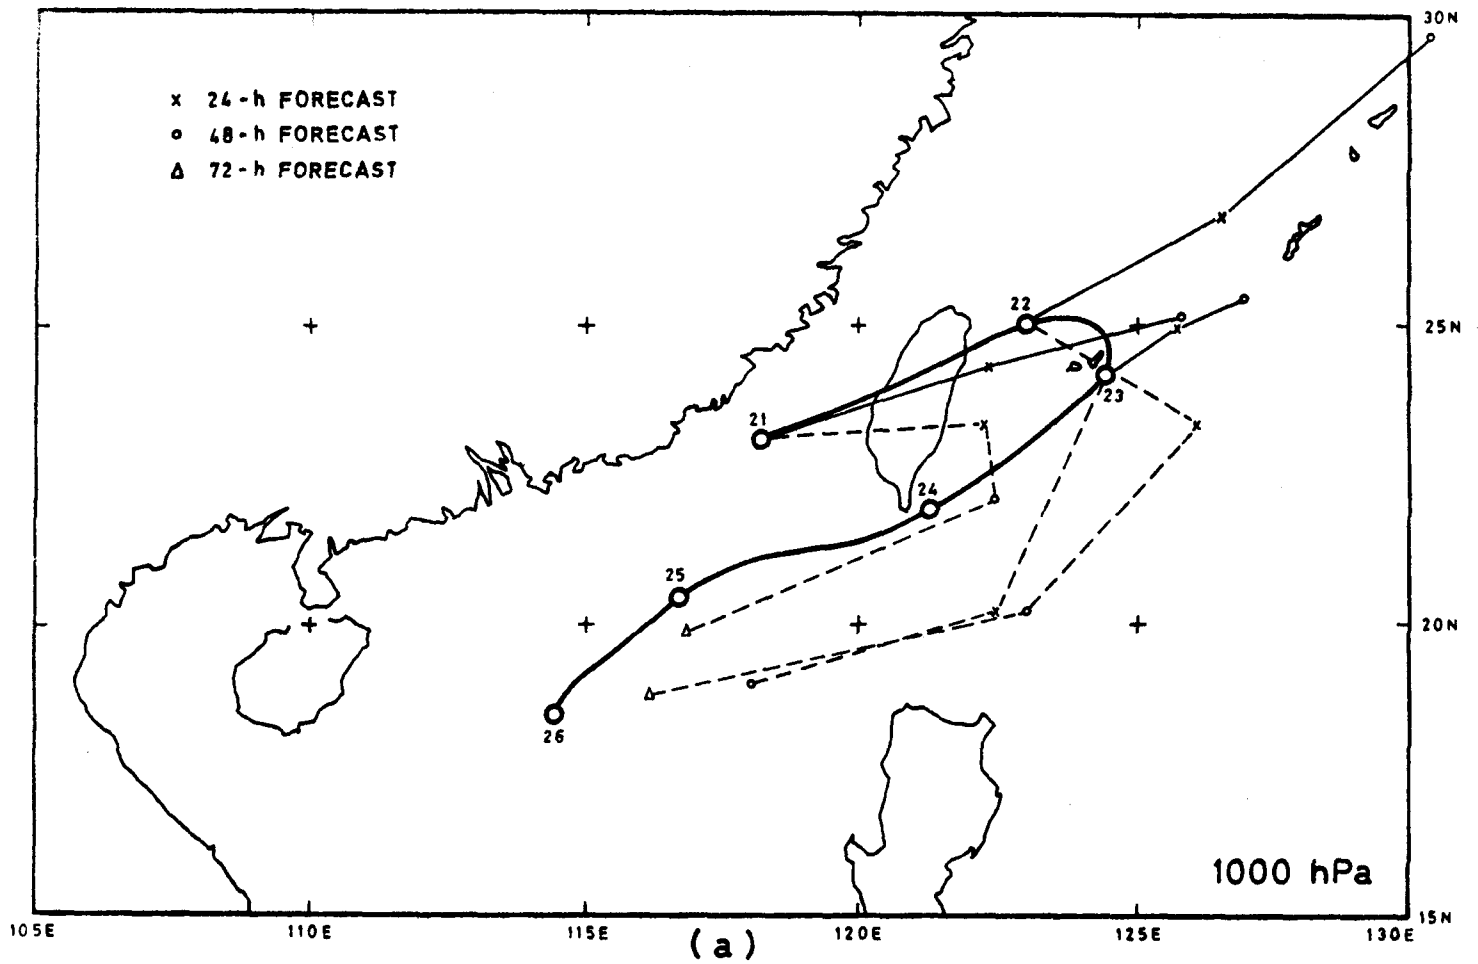 30N
x 24-h FORECAST
o 48-h FORECAST
Δ 72-h FORECAST
22
25N
23
21
24
25
20N
26
1000 hPa
15N
105E 110E 115E 120E 125E 130E
(a)